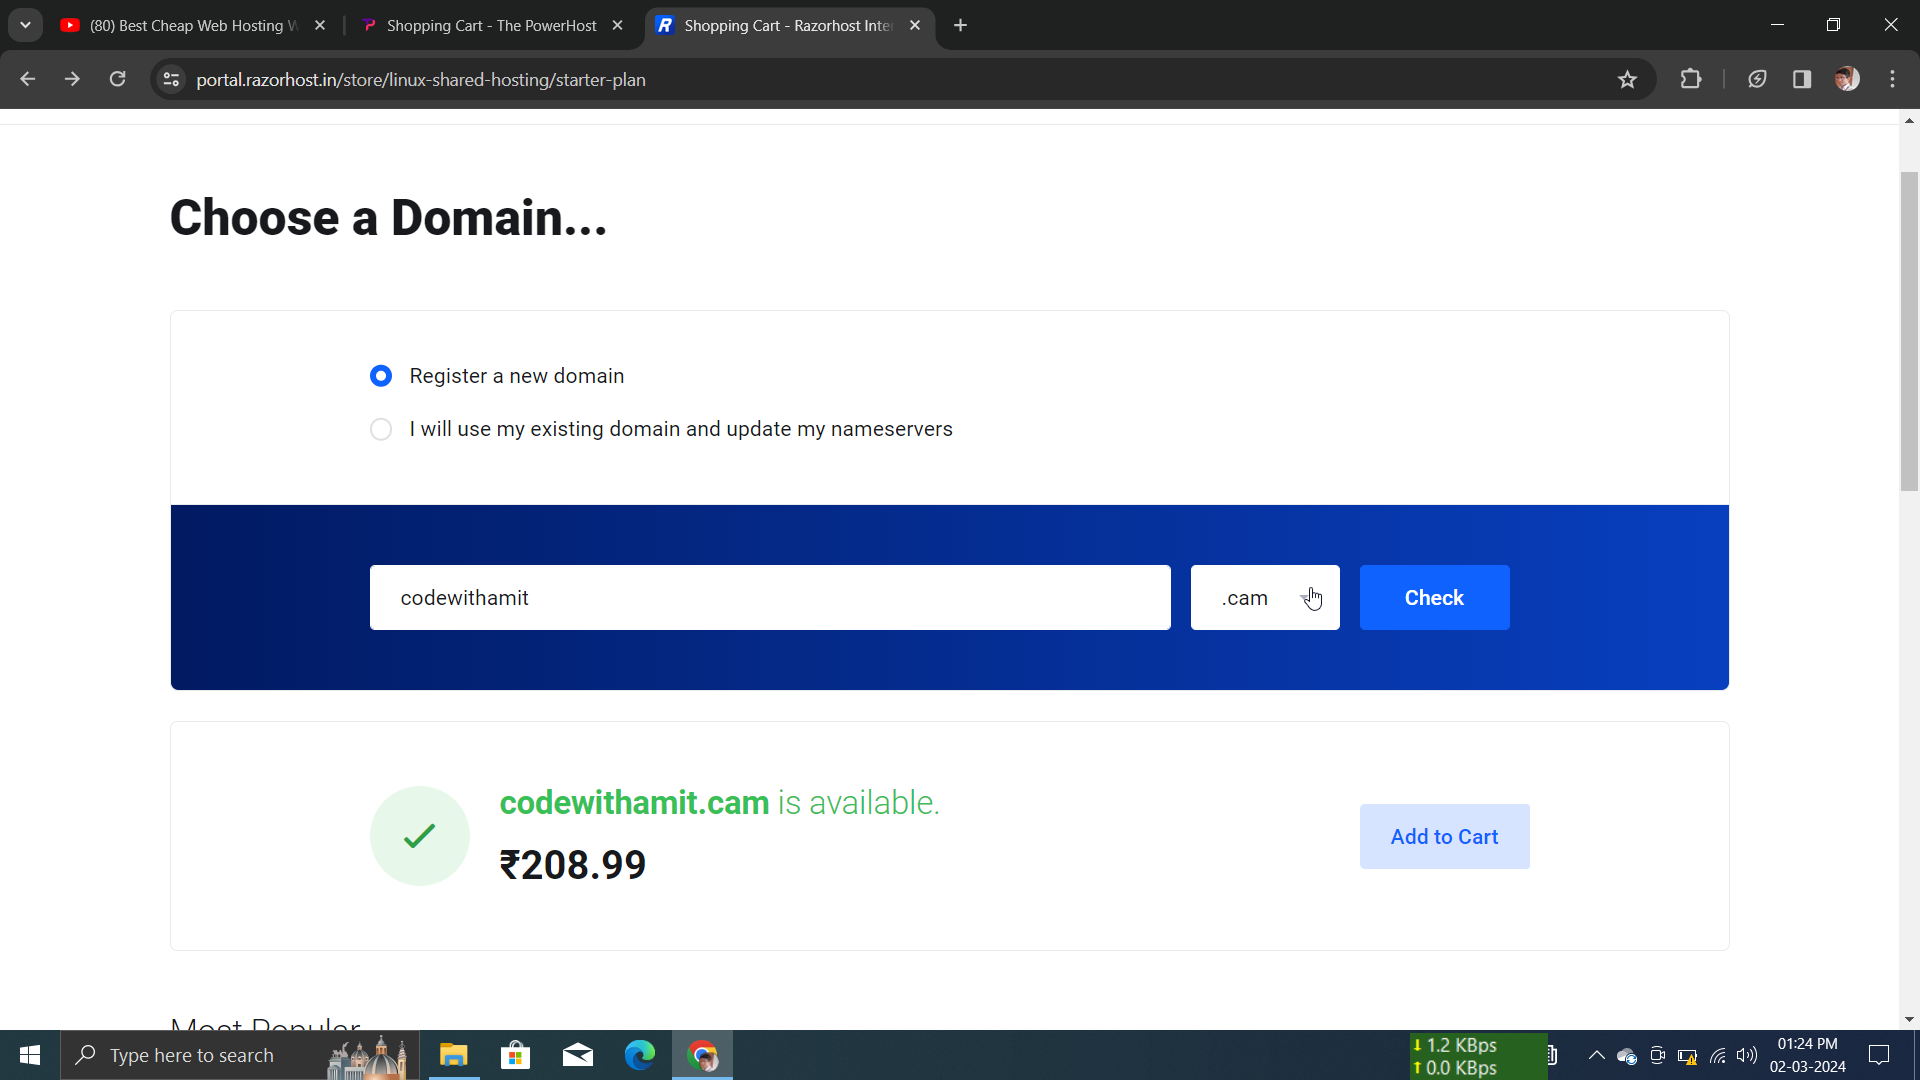 (80) Best Cheap Web Hosting W
Shopping Cart - The PowerHost
Shopping Cart - Razorhost Inter
portal.razorhost.in/store/linux-shared-hosting/starter-plan
Choose a Domain...
Register a new domain
I will use my existing domain and update my nameservers
codewithamit
.cam
Check
codewithamit.cam is available.
₹208.99
Add to Cart
Most Popular
Type here to search
1.2 KBps
0.0 KBps
01:24 PM
02-03-2024